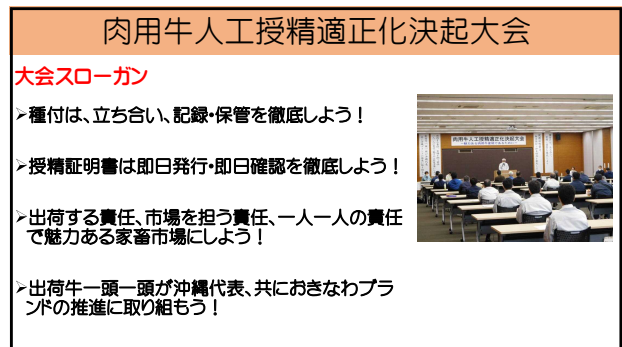 肉用牛人工授精適正化決起大会
大会スローガン
➢種付は、立ち合い、記録・保管を徹底しよう！
➢授精証明書は即日発行・即日確認を徹底しよう！
➢出荷する責任、市場を担う責任、一人一人の責任
で魅力ある家畜市場にしよう！
➢出荷牛一頭一頭が沖縄代表、共におきなわブラ
ンドの推進に取り組もう！
肉用牛人工授精適正化決起大会